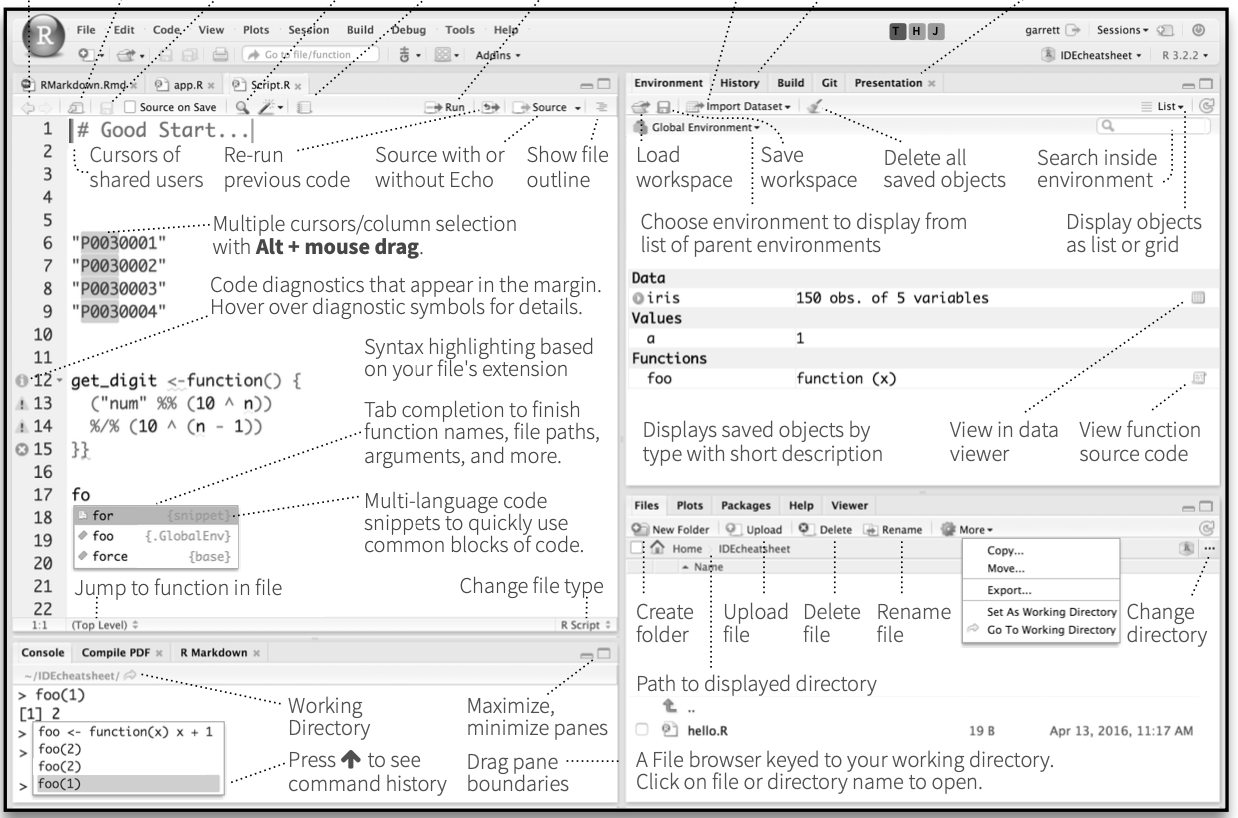 R
File Edit Code View Plots Session Build Debug Tools Help
T H J
garrett Sessions
Go to file/function Addins
IDEcheatsheet R 3.2.2
RMarkdown.Rmd app.R Script.R
Source on Save Run Source
1 # Good Start...
2
3
4
5
6 "P0030001"
7 "P0030002"
8 "P0030003"
9 "P0030004"
10
11
12 get_digit <-function() {
13 ("num" %% (10 ^ n))
14 %/% (10 ^ (n - 1))
15 }}
16
17 fo
18
19
20
21
22
Cursors of
shared users
Re-run
previous code
Source with or
without Echo
Show file
outline
Multiple cursors/column selection
with Alt + mouse drag.
Code diagnostics that appear in the margin.
Hover over diagnostic symbols for details.
Syntax highlighting based
on your file's extension
Tab completion to finish
function names, file paths,
arguments, and more.
for {snippet}
foo {.GlobalEnv}
force {base}
Multi-language code
snippets to quickly use
common blocks of code.
Jump to function in file
Change file type
1:1 (Top Level) R Script
Console Compile PDF R Markdown
~/IDEcheatsheet/
> foo(1)
[1] 2
> foo <- function(x) x + 1
> foo(2)
foo(2)
> foo(1)
Working
Directory
Press to see
command history
Maximize,
minimize panes
Drag pane
boundaries
Environment History Build Git Presentation
Import Dataset List
Global Environment
Load
workspace
Save
workspace
Delete all
saved objects
Search inside
environment
Choose environment to display from
list of parent environments
Display objects
as list or grid
Data
iris 150 obs. of 5 variables
Values
a 1
Functions
foo function (x)
Displays saved objects by
type with short description
View in data
viewer
View function
source code
Files Plots Packages Help Viewer
New Folder Upload Delete Rename More
Home IDEcheatsheet
Name
Copy...
Move...
Export...
Set As Working Directory
Go To Working Directory
Create
folder
Upload
file
Delete
file
Rename
file
Change
directory
Path to displayed directory
..
hello.R 19 B Apr 13, 2016, 11:17 AM
A File browser keyed to your working directory.
Click on file or directory name to open.